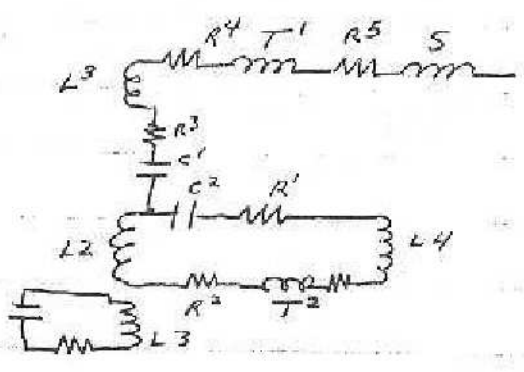 R⁴ T¹ R⁵ S
L³
R³
C¹
C² R¹
L2 L4
R² T²
L3